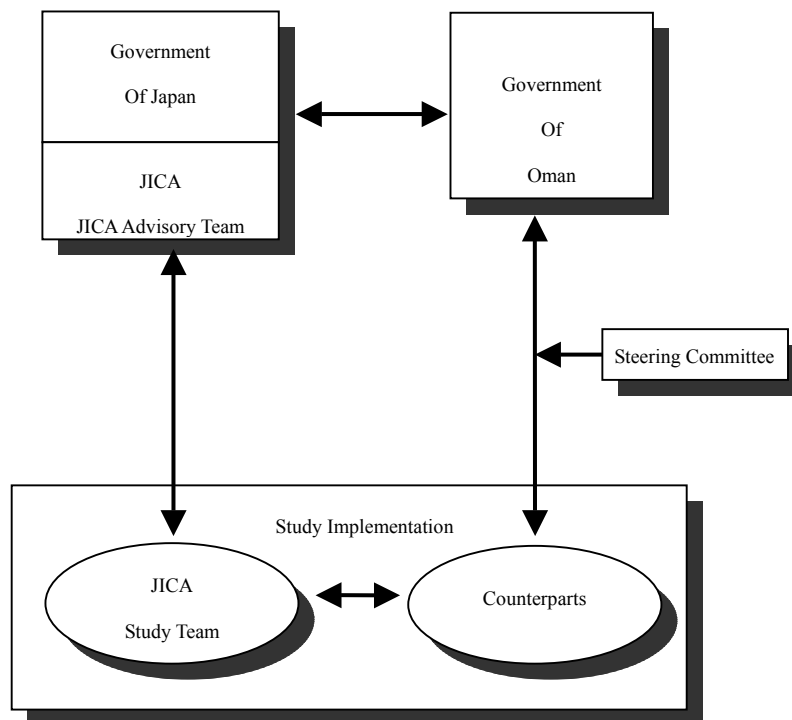 Government
Of Japan
JICA
JICA Advisory Team
Government
Of
Oman
Steering Committee
Study Implementation
JICA
Study Team
Counterparts